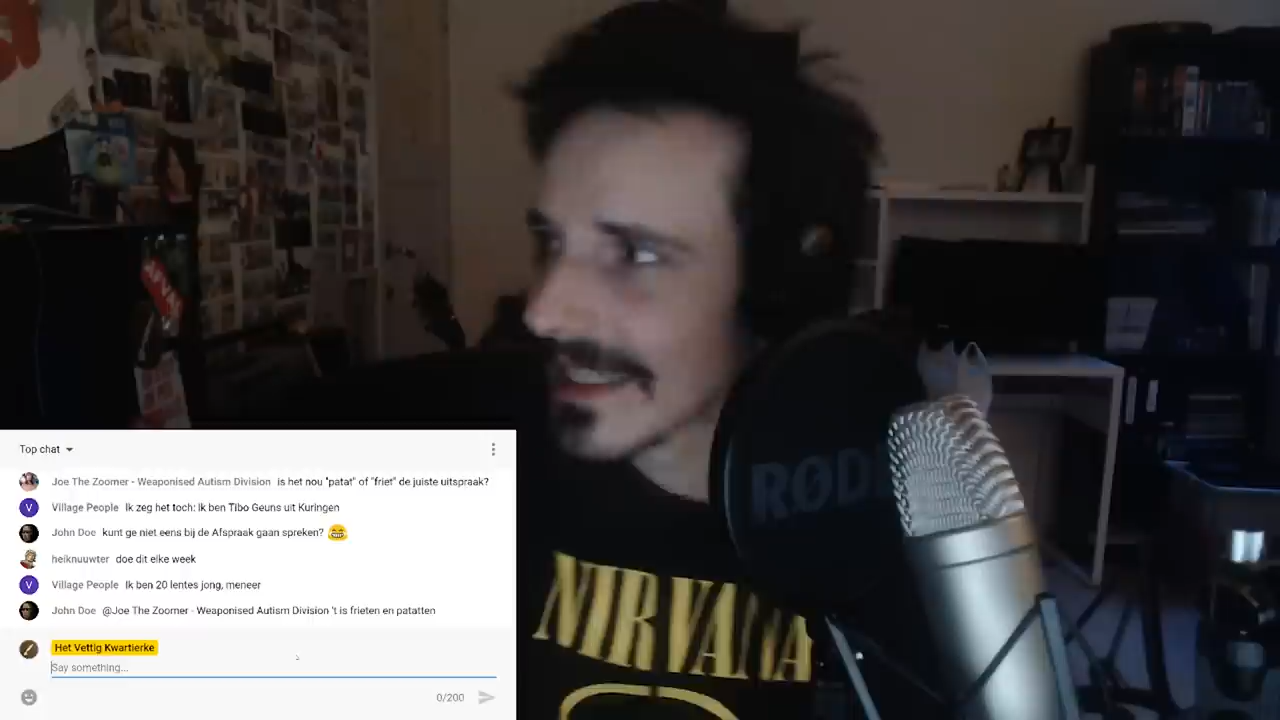 AFVAL
RØDE
NIRVANA
Top chat
Joe The Zoomer - Weaponised Autism Division is het nou "patat" of "friet" de juiste uitspraak?
Village People Ik zeg het toch: Ik ben Tibo Geuns uit Kuringen
John Doe kunt ge niet eens bij de Afspraak gaan spreken? 😁
heiknuuwter doe dit elke week
Village People Ik ben 20 lentes jong, meneer
John Doe @Joe The Zoomer - Weaponised Autism Division 't is frieten en patatten
Het Vettig Kwartierke
Say something...
0/200